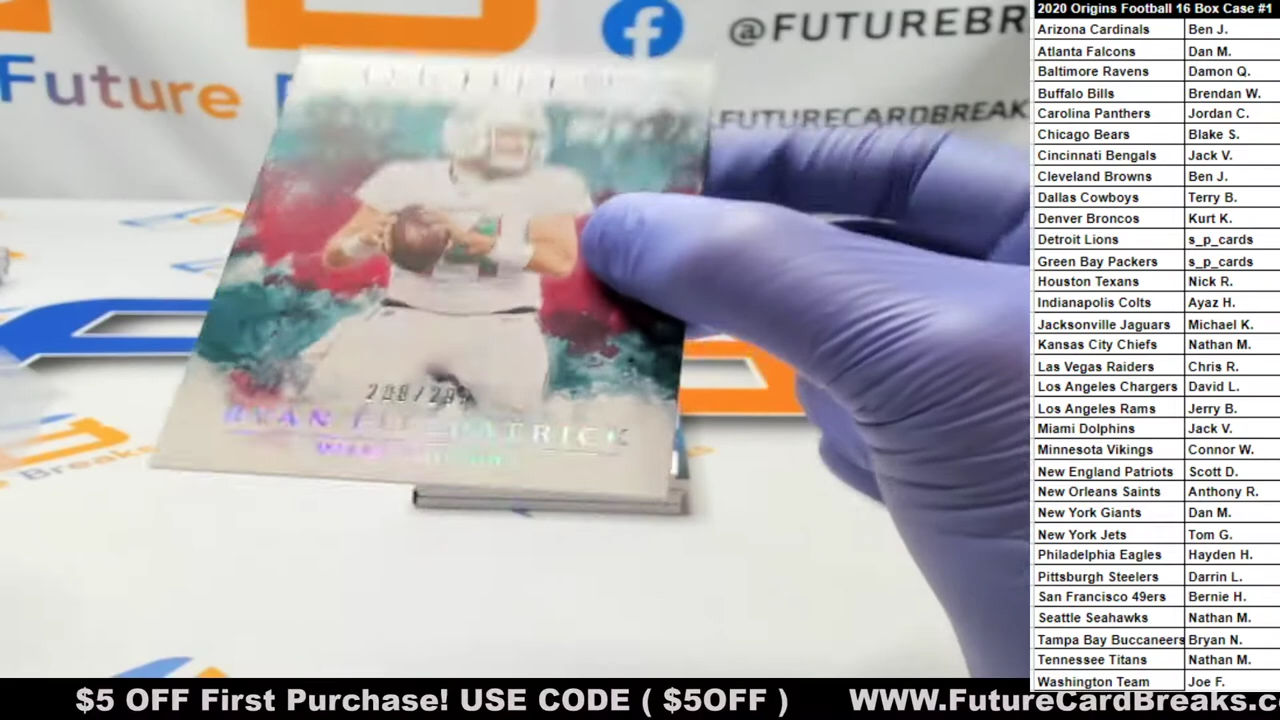 @FUTUREBR
Future
FUTURECARDBREAK
208/299
RYAN FITZPATRICK
Breaks
2020 Origins Football 16 Box Case #1
Arizona Cardinals Ben J.
Atlanta Falcons Dan M.
Baltimore Ravens Damon Q.
Buffalo Bills Brendan W.
Carolina Panthers Jordan C.
Chicago Bears Blake S.
Cincinnati Bengals Jack V.
Cleveland Browns Ben J.
Dallas Cowboys Terry B.
Denver Broncos Kurt K.
Detroit Lions s_p_cards
Green Bay Packers s_p_cards
Houston Texans Nick R.
Indianapolis Colts Ayaz H.
Jacksonville Jaguars Michael K.
Kansas City Chiefs Nathan M.
Las Vegas Raiders Chris R.
Los Angeles Chargers David L.
Los Angeles Rams Jerry B.
Miami Dolphins Jack V.
Minnesota Vikings Connor W.
New England Patriots Scott D.
New Orleans Saints Anthony R.
New York Giants Dan M.
New York Jets Tom G.
Philadelphia Eagles Hayden H.
Pittsburgh Steelers Darrin L.
San Francisco 49ers Bernie H.
Seattle Seahawks Nathan M.
Tampa Bay Buccaneers Bryan N.
Tennessee Titans Nathan M.
Washington Team Joe F.
$5 OFF First Purchase! USE CODE ( $5OFF ) WWW.FutureCardBreaks.c